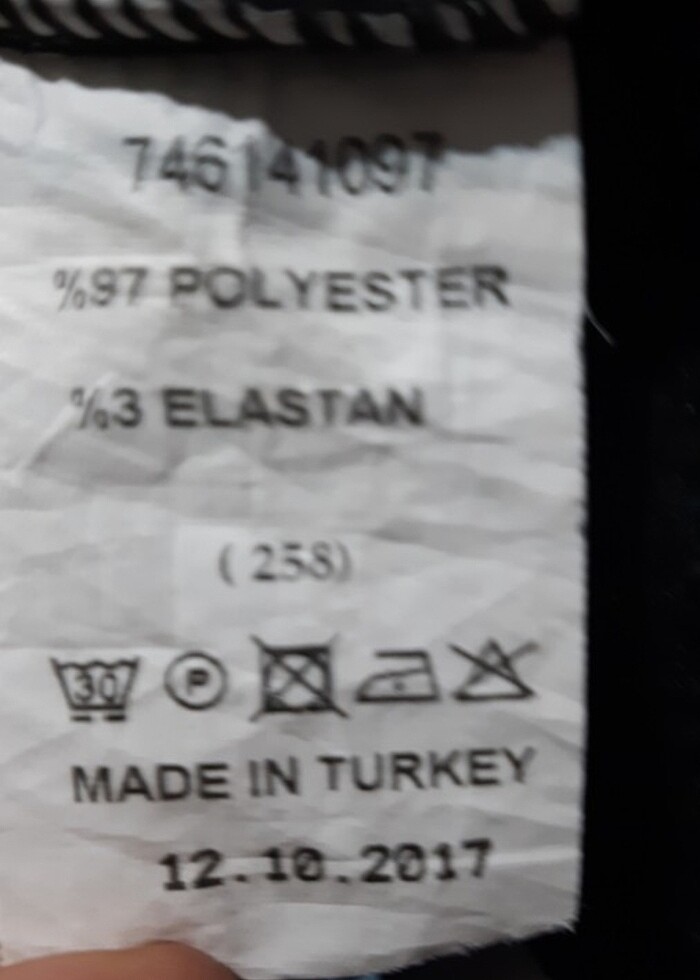 746141097
%97 POLYESTER
%3 ELASTAN
(258)
30 P
MADE IN TURKEY
12.10.2017